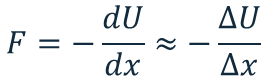 F = − dU/dx ≈ − ΔU/Δx